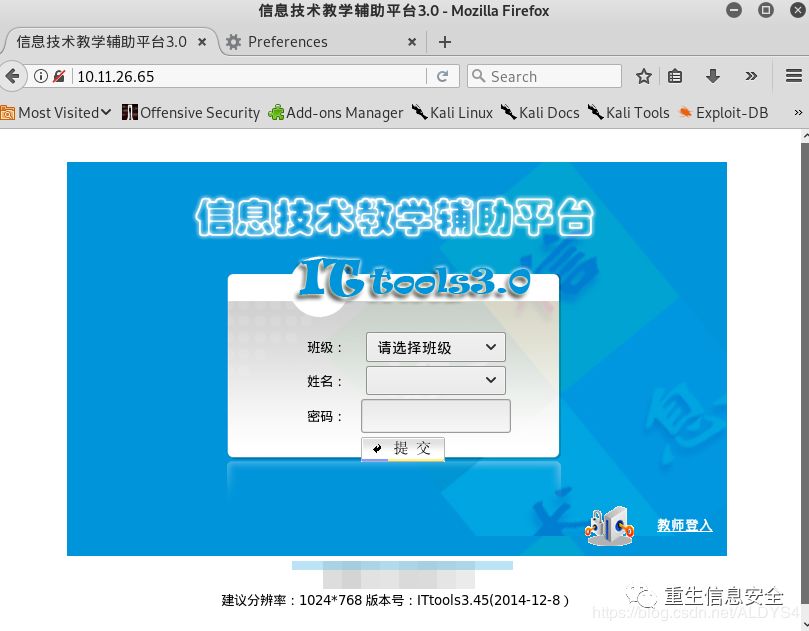 信息技术教学辅助平台3.0 - Mozilla Firefox
信息技术教学辅助平台3.0 × Preferences × +
10.11.26.65 Search
Most Visited Offensive Security Add-ons Manager Kali Linux Kali Docs Kali Tools Exploit-DB »
信息技术教学辅助平台
ITtools3.0
班级： 请选择班级
姓名：
密码：
提 交
教师登入
建议分辨率：1024*768 版本号：ITtools3.45(2014-12-8）
重生信息安全
https://blog.csdn.net/ALDYS4